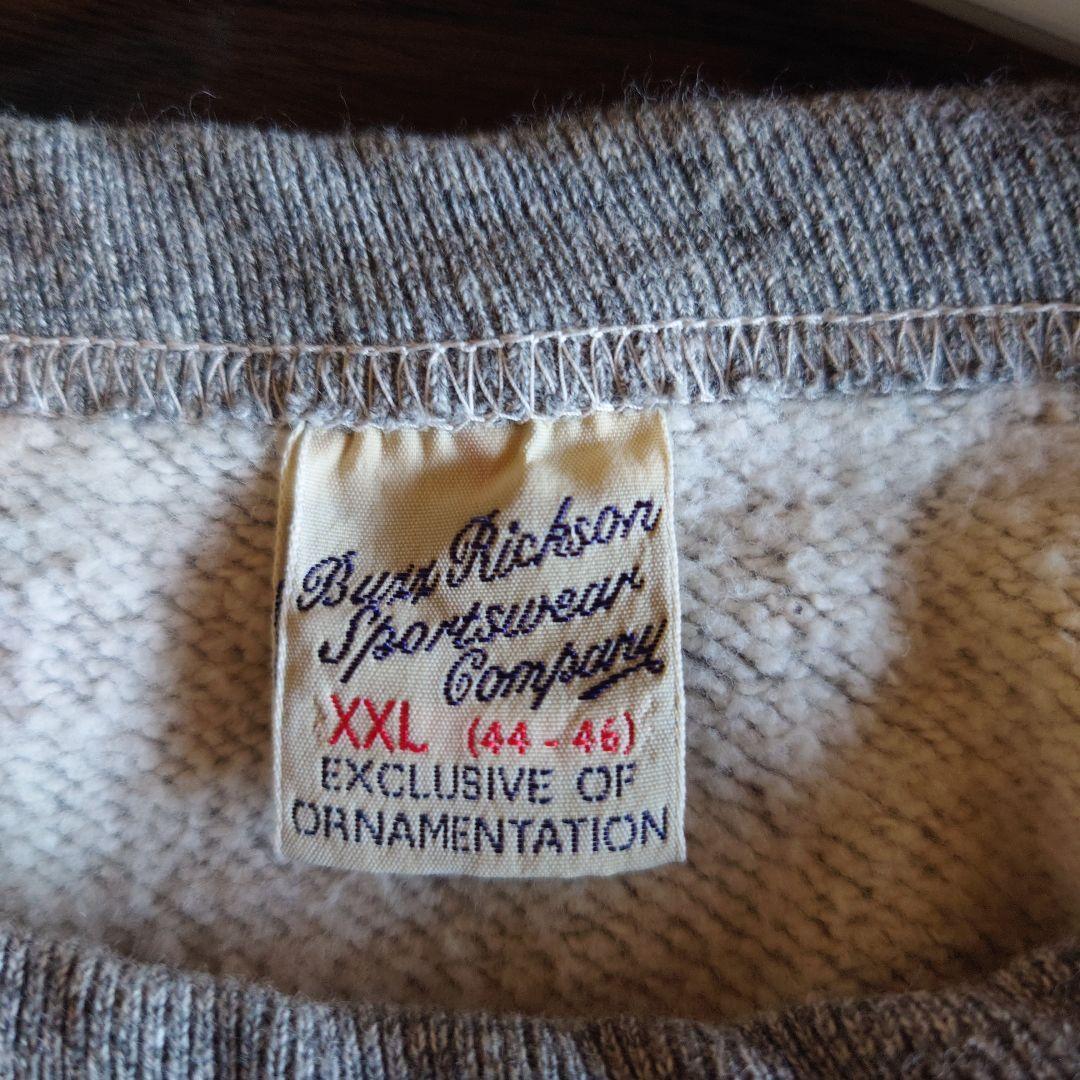 Buzz Rickson
Sportswear
Company
XXL (44 - 46)
EXCLUSIVE OF
ORNAMENTATION